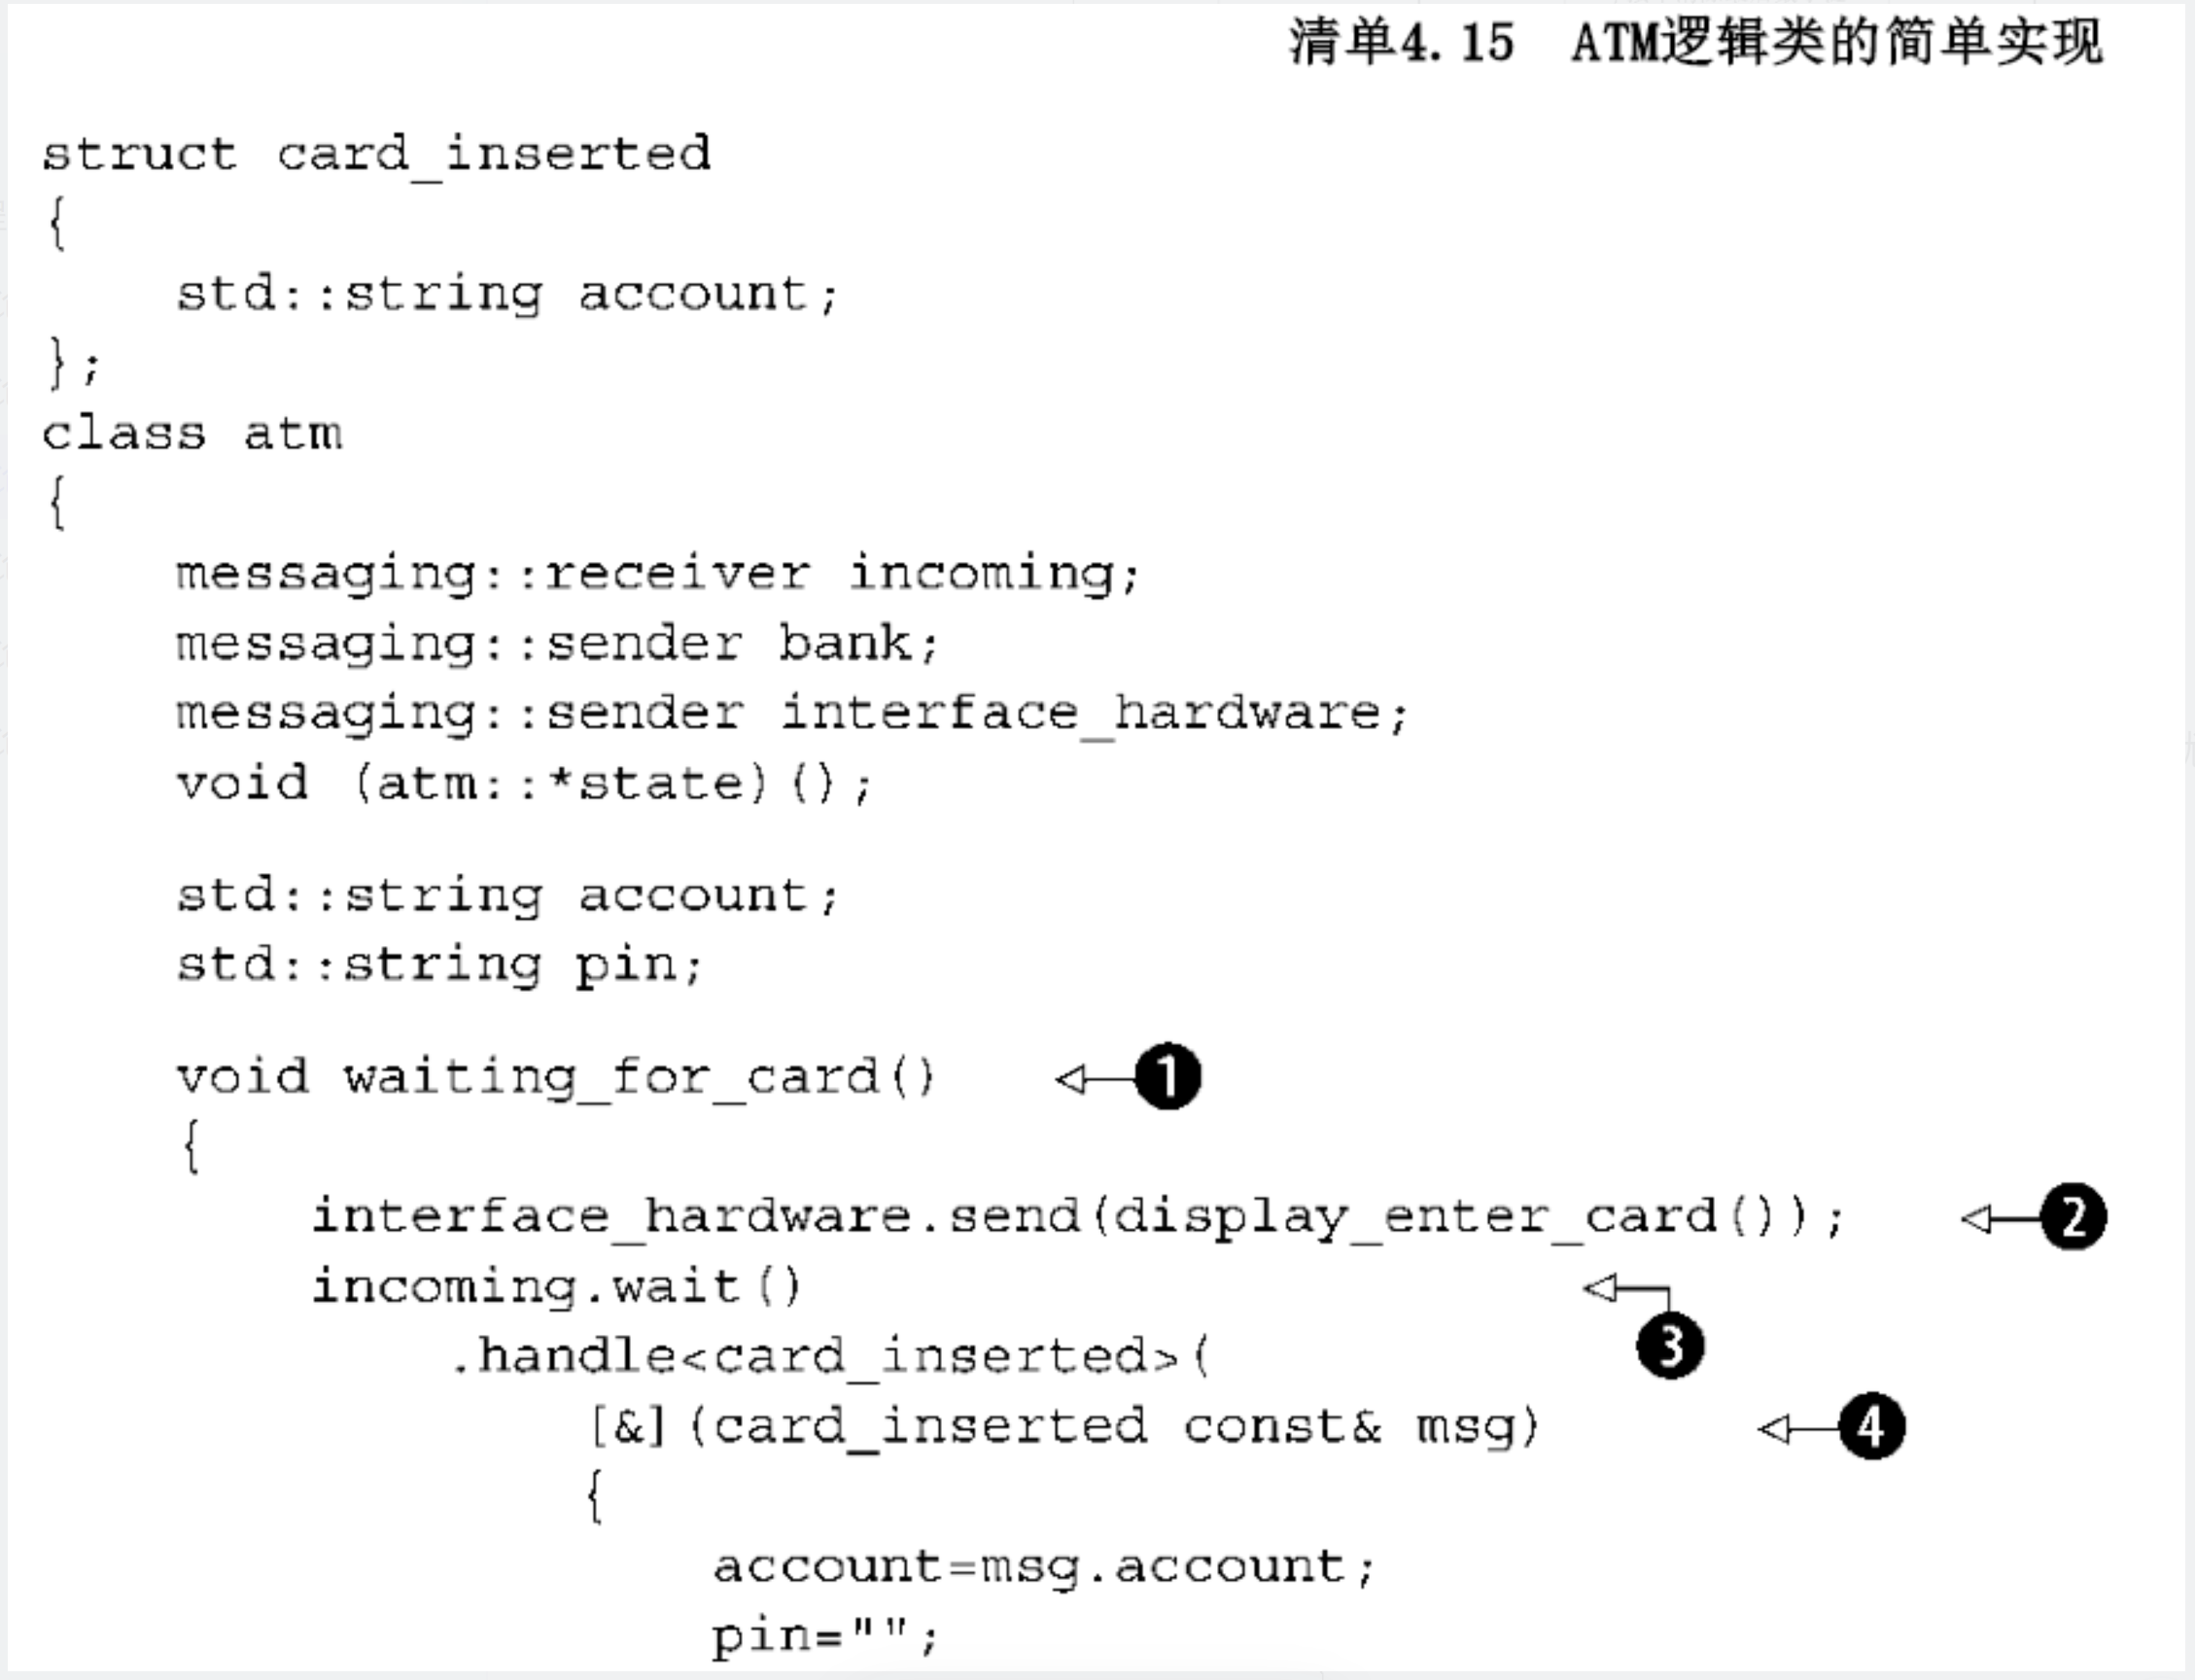 清单4.15 ATM逻辑类的简单实现
struct card_inserted
{
    std::string account;
};
class atm
{
    messaging::receiver incoming;
    messaging::sender bank;
    messaging::sender interface_hardware;
    void (atm::*state)();
    std::string account;
    std::string pin;
    void waiting_for_card() 1
    {
        interface_hardware.send(display_enter_card()); 2
        incoming.wait() 3
            .handle<card_inserted>(
                [&](card_inserted const& msg) 4
                {
                    account=msg.account;
                    pin="";